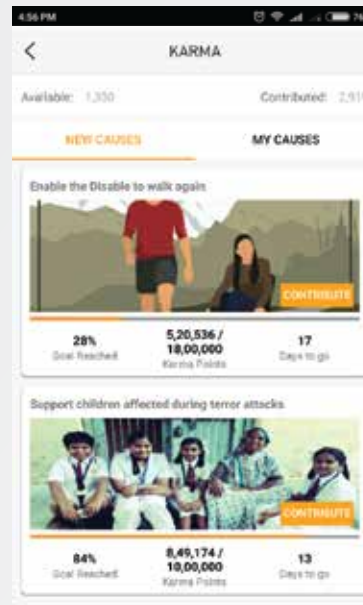 4:56 PM
KARMA
Available: 1,350
Contributed:
NEW CAUSES
MY CAUSES
Enable the Disable to walk again
CONTRIBUTE
28%
Goal Reached
5,20,536 /
18,00,000
Karma Points
17
Days to go
Support children affected during terror attacks
CONTRIBUTE
84%
Goal Reached
8,49,174 /
10,00,000
Karma Points
13
Days to go